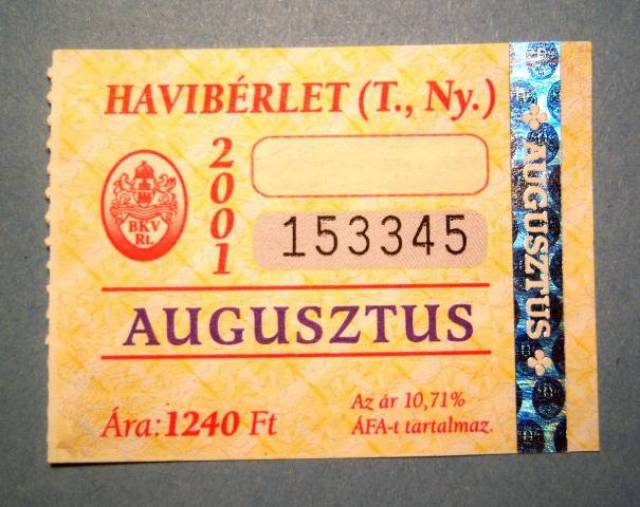 HAVIBÉRLET (T., Ny.)
2001
BKV
Rt.
153345
AUGUSZTUS
Ára: 1240 Ft
Az ár 10,71%
ÁFA-t tartalmaz.
AUGUSZTUS